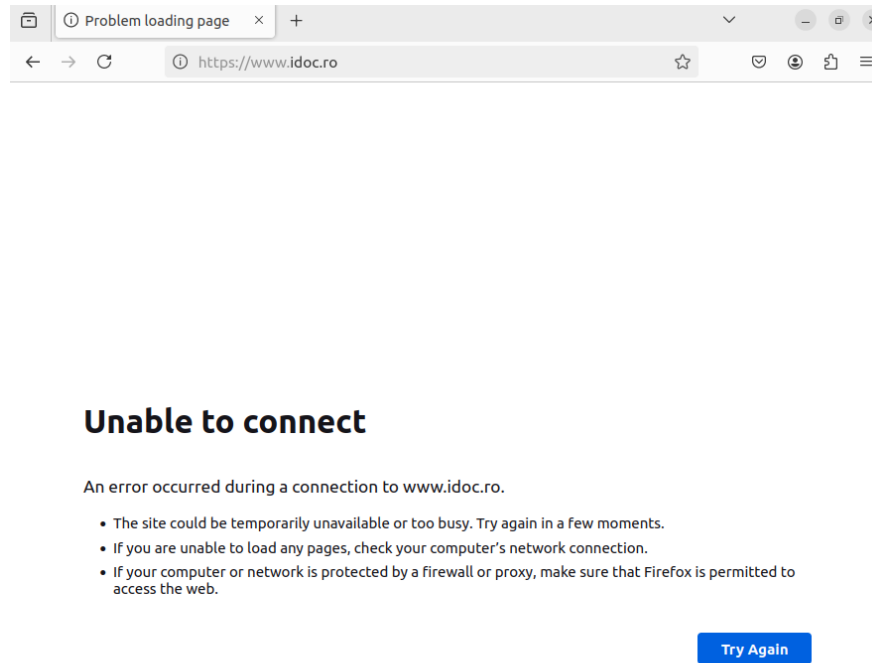 Problem loading page
https://www.idoc.ro
Unable to connect
An error occurred during a connection to www.idoc.ro.
• The site could be temporarily unavailable or too busy. Try again in a few moments.
• If you are unable to load any pages, check your computer’s network connection.
• If your computer or network is protected by a firewall or proxy, make sure that Firefox is permitted to
access the web.
Try Again